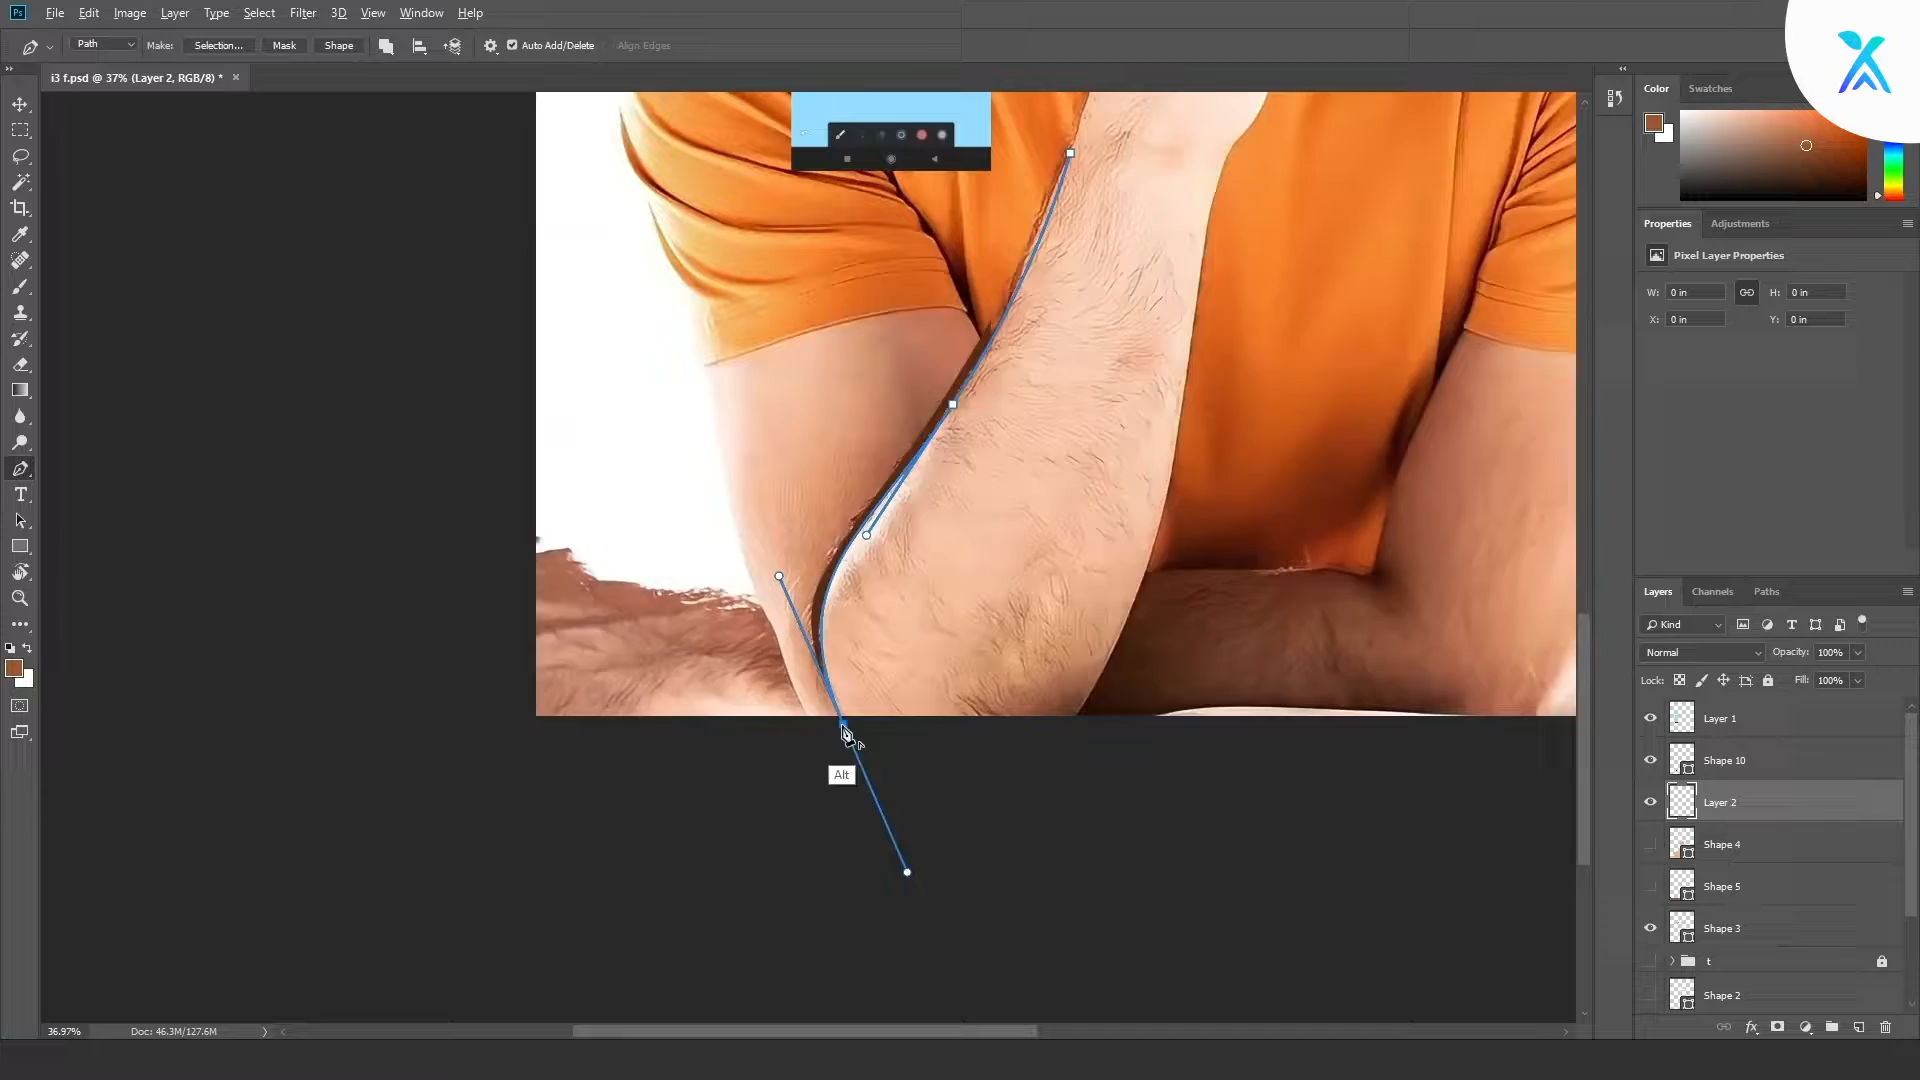 Ps File Edit Image Layer Type Select Filter 3D View Window Help
Path Make: Selection... Mask Shape Auto Add/Delete Align Edges
i3 f.psd @ 37% (Layer 2, RGB/8) * ×
Color Swatches
Properties Adjustments
Pixel Layer Properties
W: 0 in H: 0 in
X: 0 in Y: 0 in
Alt
Layers Channels Paths
Kind
Normal Opacity: 100%
Lock: Fill: 100%
Layer 1
Shape 10
Layer 2
Shape 4
Shape 5
Shape 3
t
Shape 2
36.97% Doc: 46.3M/127.6M